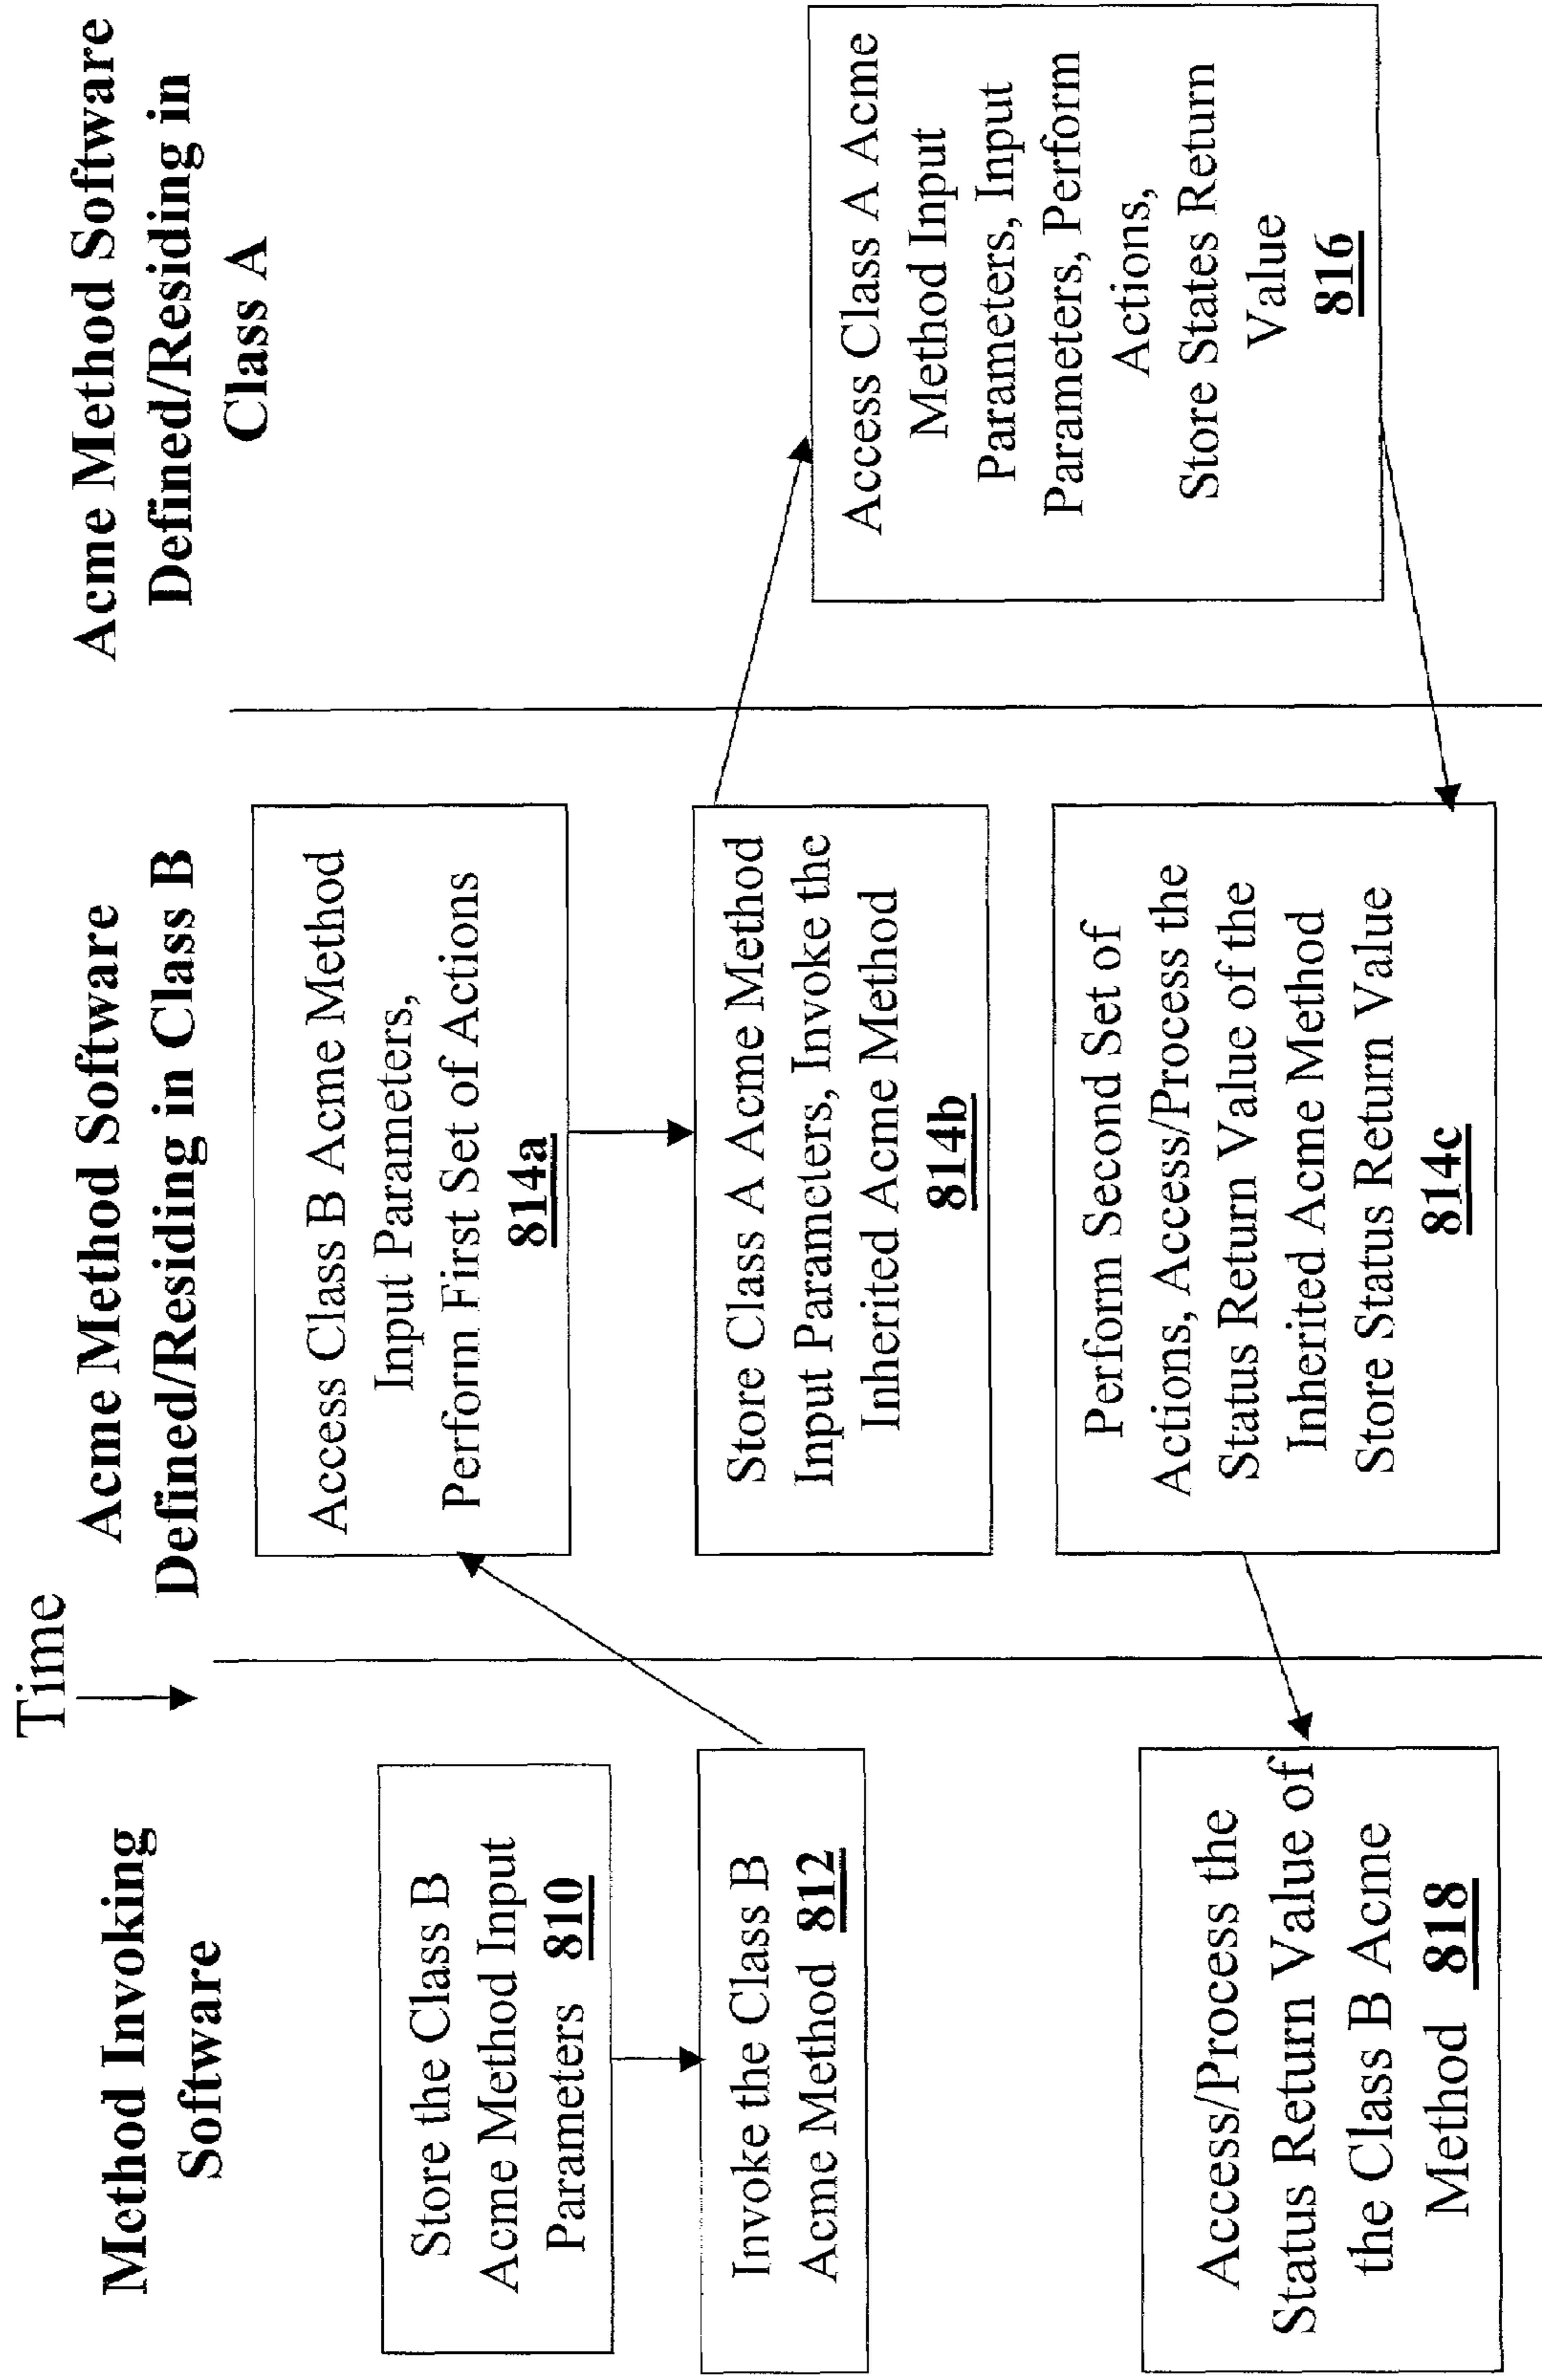 Time
Method Invoking
Software
Store the Class B
Acme Method Input
Parameters 810
Invoke the Class B
Acme Method 812
Access/Process the
Status Return Value of
the Class B Acme
Method 818
Acme Method Software
Defined/Residing in Class B
Access Class B Acme Method
Input Parameters,
Perform First Set of Actions
814a
Store Class A Acme Method
Input Parameters, Invoke the
Inherited Acme Method
814b
Perform Second Set of
Actions, Access/Process the
Status Return Value of the
Inherited Acme Method
Store Status Return Value
814c
Acme Method Software
Defined/Residing in
Class A
Access Class A Acme
Method Input
Parameters, Input
Parameters, Perform
Actions,
Store States Return
Value
816